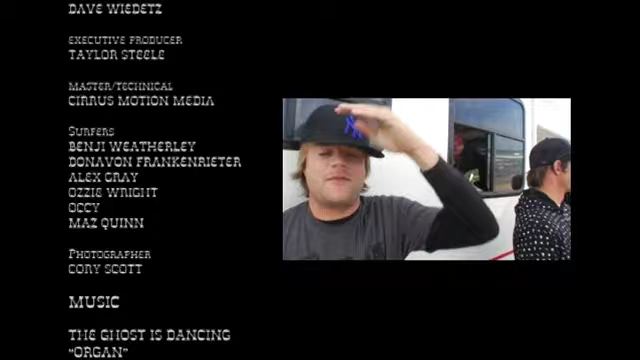 DAVE WIEDETZ
EXECUTIVE PRODUCER
TAYLOR STEELE
MASTER/TECHNICAL
CIRRUS MOTION MEDIA
SURFERS
BENJI WEATHERLEY
DONAVON FRANKENRIETER
ALEX GRAY
OZZIE WRIGHT
OCCY
MAZ QUINN
PHOTOGRAPHER
CORY SCOTT
MUSIC
THE GHOST IS DANCING
"ORGAN"